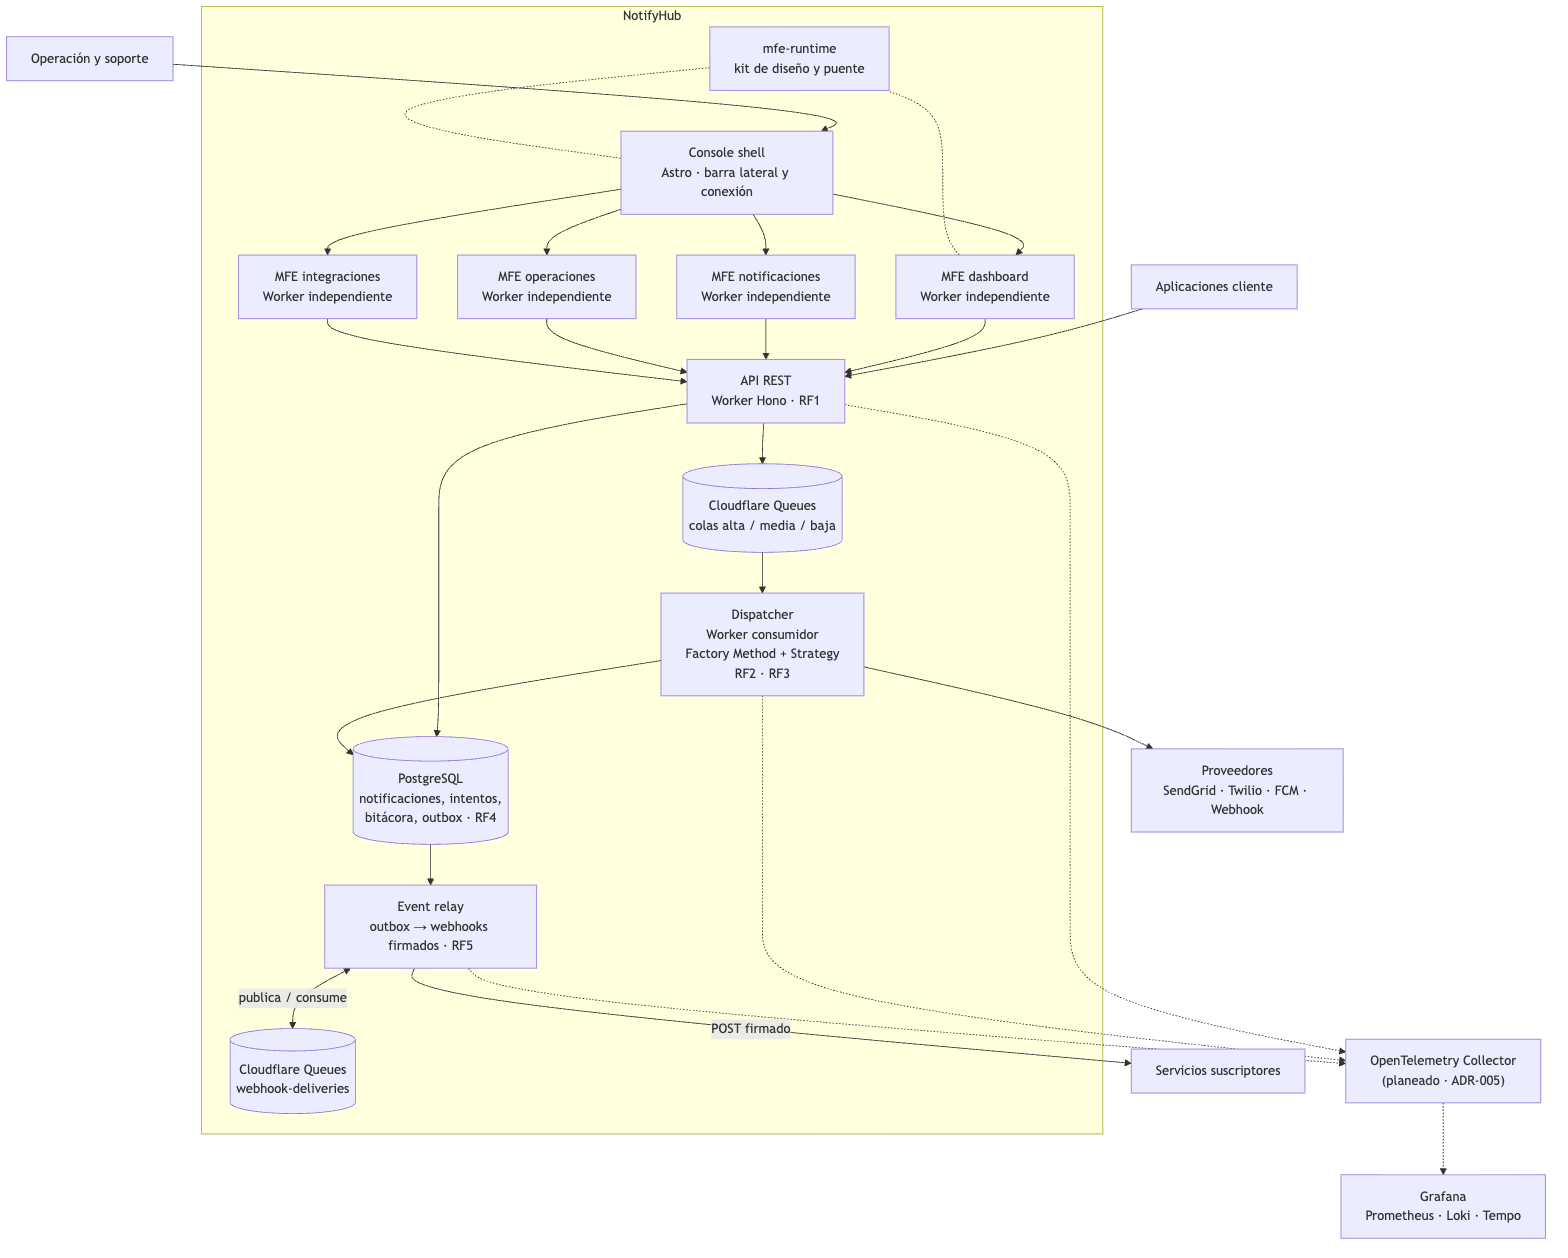 NotifyHub
mfe-runtime
kit de diseño y puente
Operación y soporte
Console shell
Astro · barra lateral y
conexión
MFE integraciones
Worker independiente
MFE operaciones
Worker independiente
MFE notificaciones
Worker independiente
MFE dashboard
Worker independiente
Aplicaciones cliente
API REST
Worker Hono · RF1
Cloudflare Queues
colas alta / media / baja
Dispatcher
Worker consumidor
Factory Method + Strategy
RF2 · RF3
PostgreSQL
notificaciones, intentos,
bitácora, outbox · RF4
Proveedores
SendGrid · Twilio · FCM ·
Webhook
Event relay
outbox → webhooks
firmados · RF5
publica / consume
POST firmado
Cloudflare Queues
webhook-deliveries
Servicios suscriptores
OpenTelemetry Collector
(planeado · ADR-005)
Grafana
Prometheus · Loki · Tempo